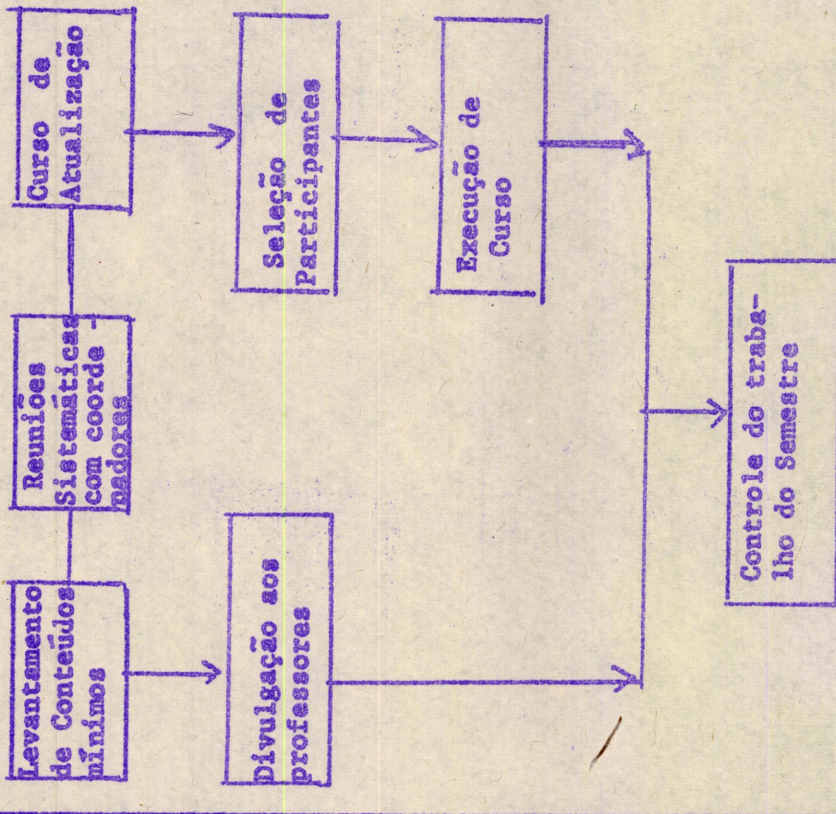 Levantamento
de Conteúdos
mínimos
Reuniões
Sistemáticas
com coorde -
nadores
Curso de
Atualização
Divulgação aos
professores
Seleção de
Participantes
Execução de
Curso
Controle do traba-
lho do Semestre